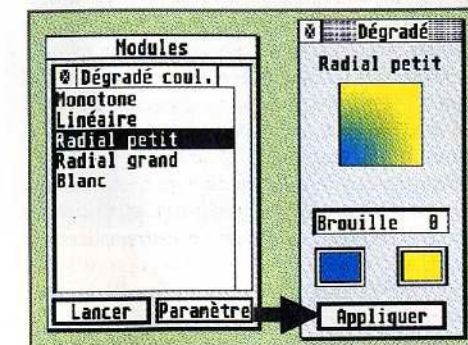 Modules
Dégradé coul.
Monotone
Linéaire
Radial petit
Radial grand
Blanc
Lancer
Paramètre
Dégradé
Radial petit
Brouille 0
Appliquer